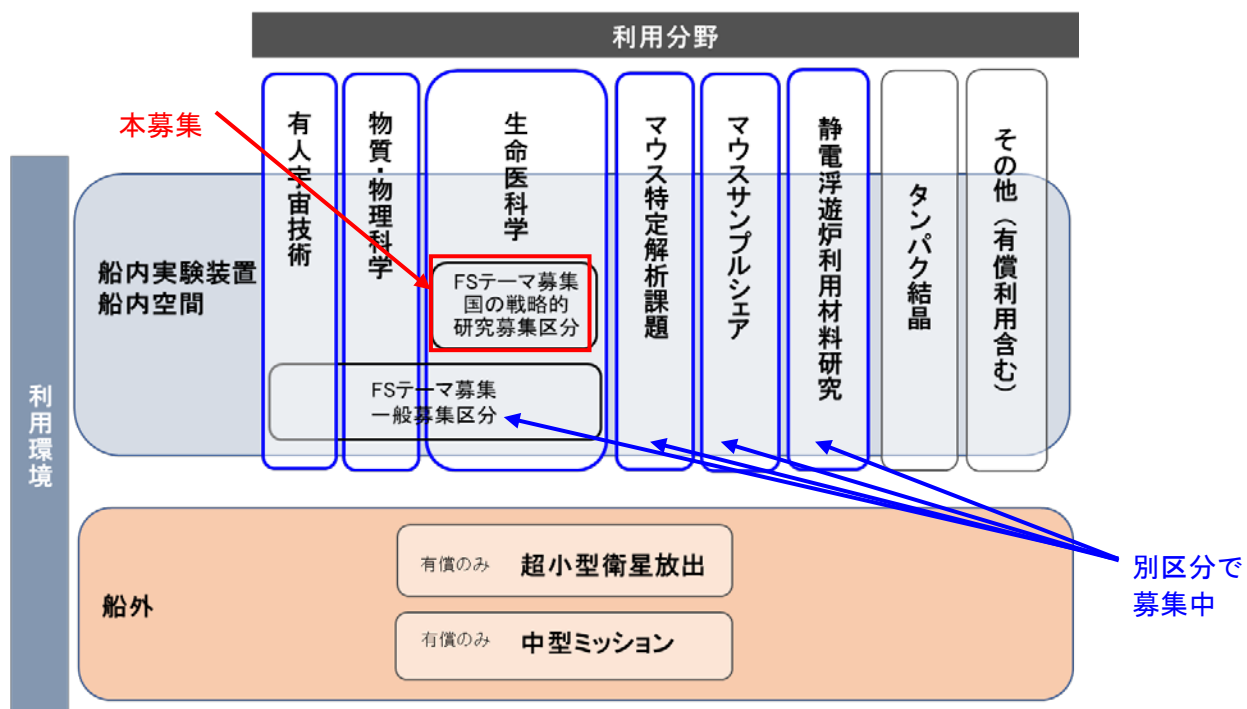 利用分野
本募集
有人宇宙技術
物質・物理科学
生命医科学
マウス特定解析課題
マウスサンプルシェア
静電浮遊炉利用材料研究
タンパク結晶
その他（有償利用含む）
利用環境
船内実験装置
船内空間
FSテーマ募集
国の戦略的
研究募集区分
FSテーマ募集
一般募集区分
別区分で
募集中
船外
有償のみ 超小型衛星放出
有償のみ 中型ミッション